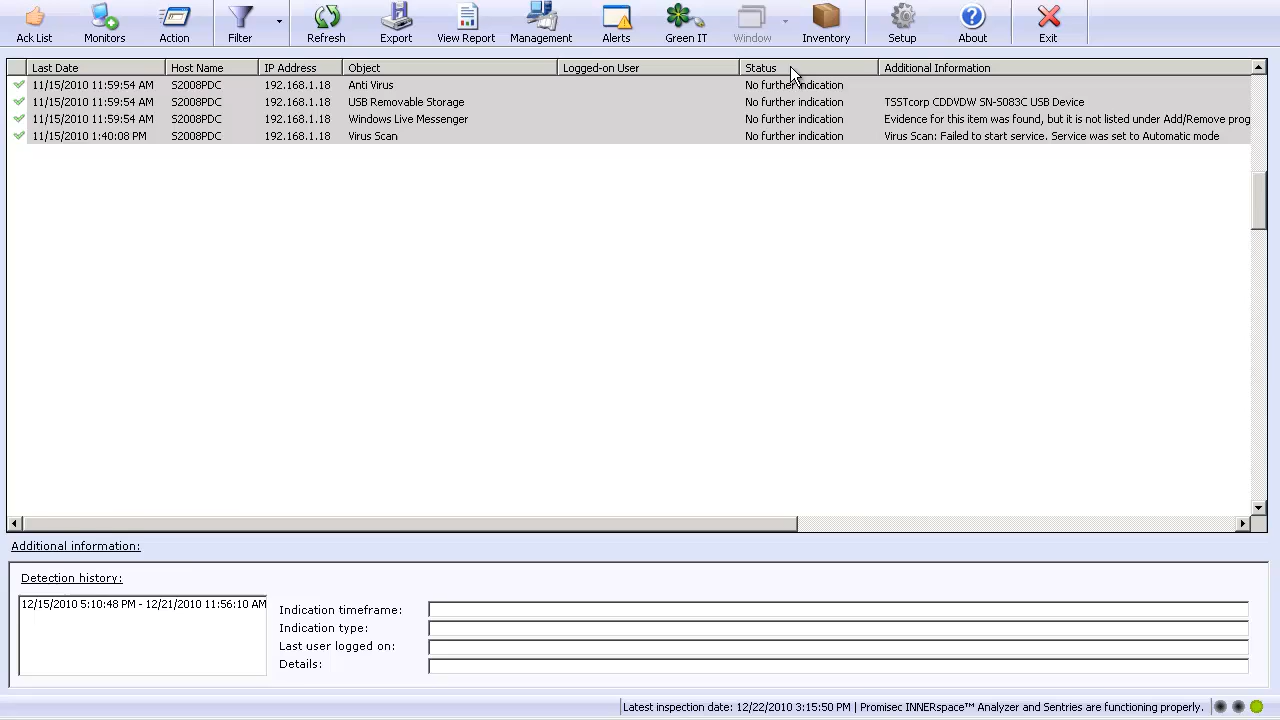 Ack List Monitors Action Filter Refresh Export View Report Management Alerts Green IT Window Inventory Setup About Exit
Last Date Host Name IP Address Object Logged-on User Status Additional Information
11/15/2010 11:59:54 AM S2008PDC 192.168.1.18 Anti Virus No further indication
11/15/2010 11:59:54 AM S2008PDC 192.168.1.18 USB Removable Storage No further indication TSSTcorp CDDVDW SN-S083C USB Device
11/15/2010 11:59:54 AM S2008PDC 192.168.1.18 Windows Live Messenger No further indication Evidence for this item was found, but it is not listed under Add/Remove prog
11/15/2010 1:40:08 PM S2008PDC 192.168.1.18 Virus Scan No further indication Virus Scan: Failed to start service. Service was set to Automatic mode
Additional information:
Detection history:
12/15/2010 5:10:48 PM - 12/21/2010 11:56:10 AM
Indication timeframe:
Indication type:
Last user logged on:
Details:
Latest inspection date: 12/22/2010 3:15:50 PM | Promisec INNERspace™ Analyzer and Sentries are functioning properly.